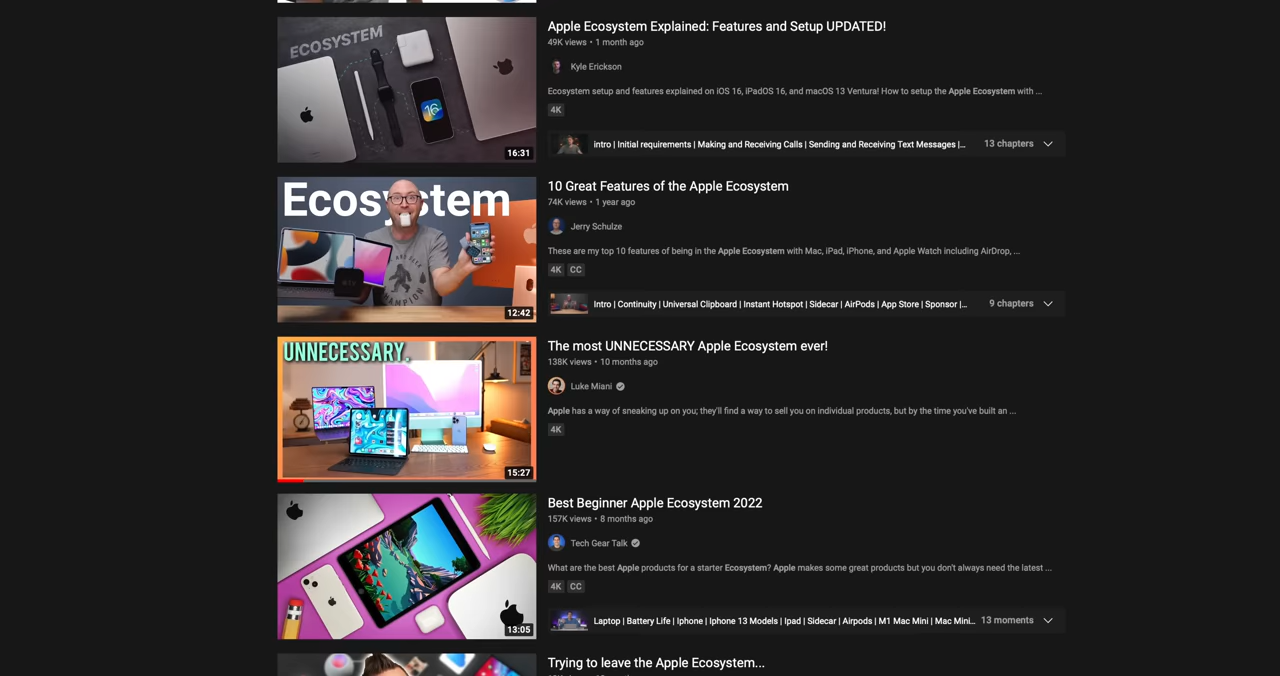 ECOSYSTEM
16
16:31
Apple Ecosystem Explained: Features and Setup UPDATED!
49K views • 1 month ago
Kyle Erickson
Ecosystem setup and features explained on iOS 16, iPadOS 16, and macOS 13 Ventura! How to setup the Apple Ecosystem with ...
4K
intro | Initial requirements | Making and Receiving Calls | Sending and Receiving Text Messages |...
13 chapters
Ecosystem
12:42
10 Great Features of the Apple Ecosystem
74K views • 1 year ago
Jerry Schulze
These are my top 10 features of being in the Apple Ecosystem with Mac, iPad, iPhone, and Apple Watch including AirDrop, ...
4K CC
Intro | Continuity | Universal Clipboard | Instant Hotspot | Sidecar | AirPods | App Store | Sponsor |...
9 chapters
UNNECESSARY.
15:27
The most UNNECESSARY Apple Ecosystem ever!
138K views • 10 months ago
Luke Miani
Apple has a way of sneaking up on you; they'll find a way to sell you on individual products, but by the time you've built an ...
4K
13:05
Best Beginner Apple Ecosystem 2022
157K views • 8 months ago
Tech Gear Talk
What are the best Apple products for a starter Ecosystem? Apple makes some great products but you don't always need the latest ...
4K CC
Laptop | Battery Life | Iphone | Iphone 13 Models | Ipad | Sidecar | Airpods | M1 Mac Mini | Mac Mini...
13 moments
Trying to leave the Apple Ecosystem...